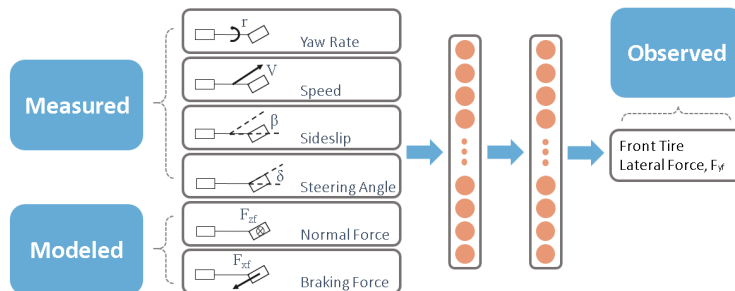 Measured
r
Yaw Rate
V
Speed
β
Sideslip
δ
Steering Angle
Modeled
Fzf
Normal Force
Fxf
Braking Force
Observed
Front Tire
Lateral Force, Fyf